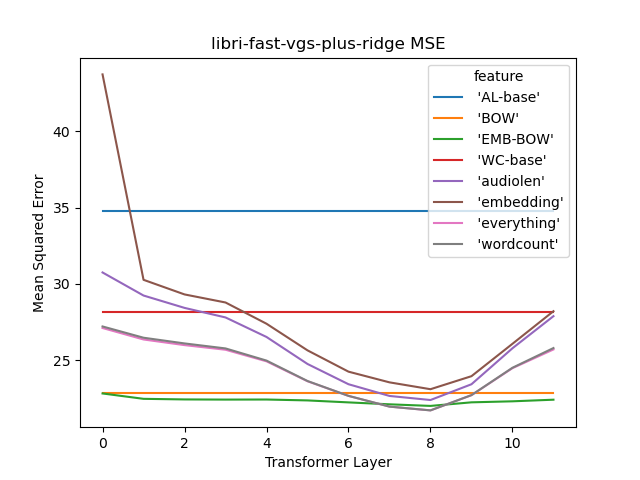 libri-fast-vgs-plus-ridge MSE
feature
'AL-base'
'BOW'
'EMB-BOW'
'WC-base'
'audiolen'
'embedding'
'everything'
'wordcount'
Mean Squared Error
40
35
30
25
0 2 4 6 8 10
Transformer Layer